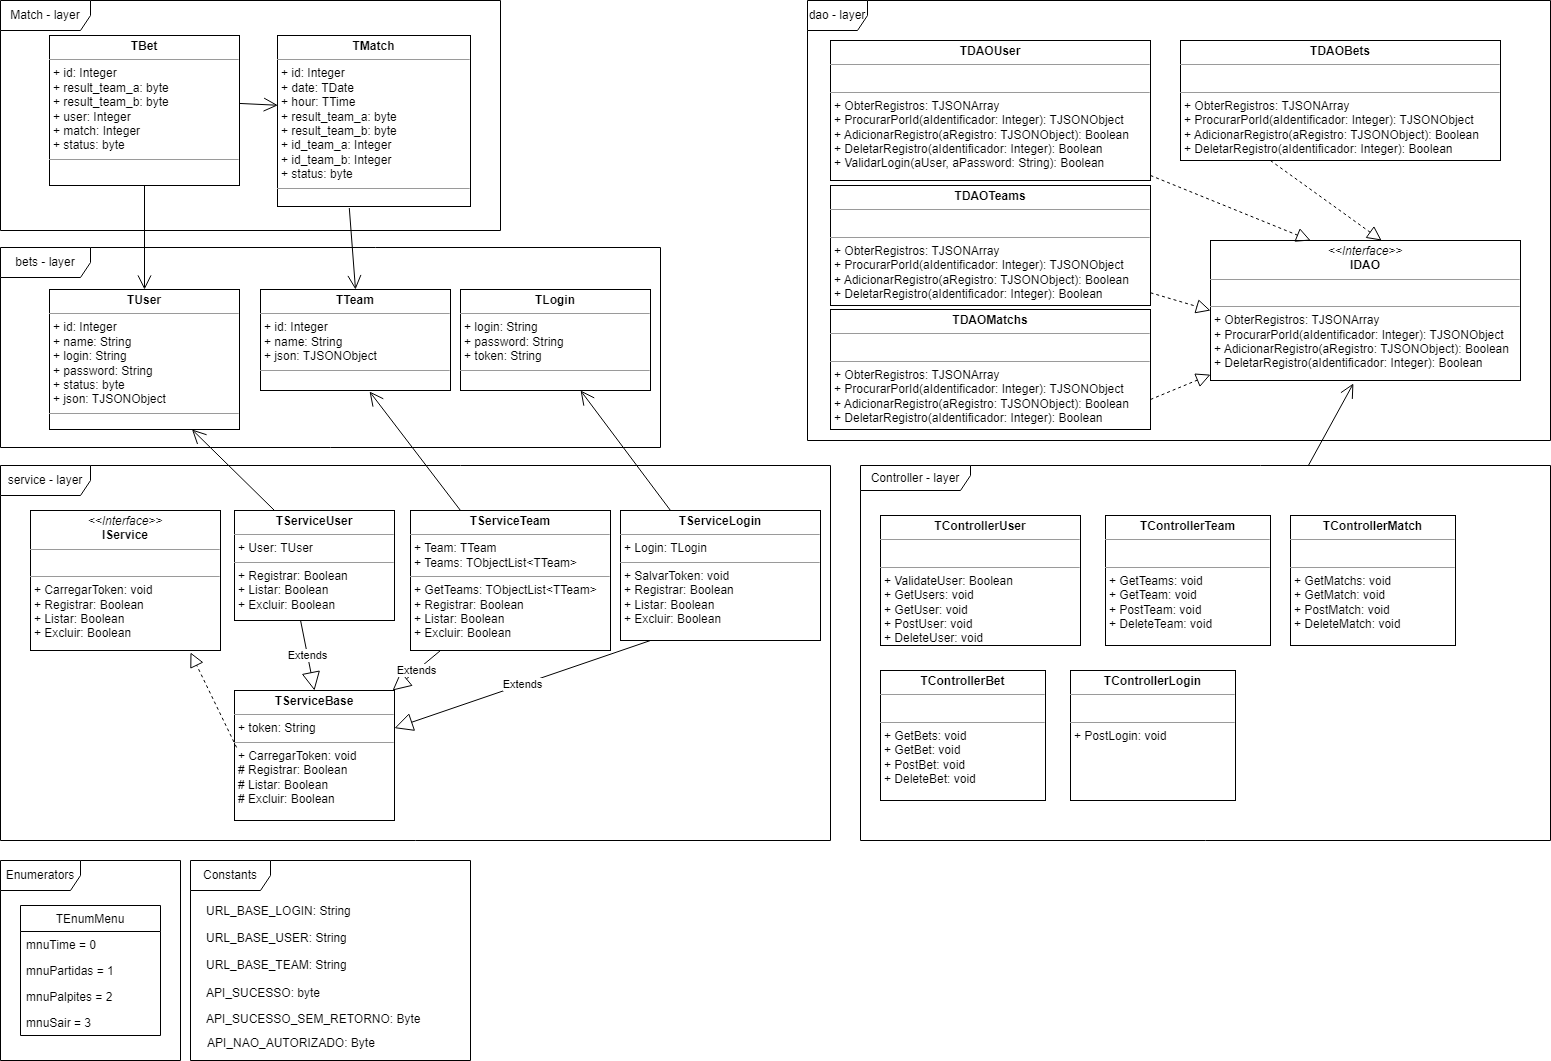 Match - layer
TBet
+ id: Integer
+ result_team_a: byte
+ result_team_b: byte
+ user: Integer
+ match: Integer
+ status: byte
TMatch
+ id: Integer
+ date: TDate
+ hour: TTime
+ result_team_a: byte
+ result_team_b: byte
+ id_team_a: Integer
+ id_team_b: Integer
+ status: byte
bets - layer
TUser
+ id: Integer
+ name: String
+ login: String
+ password: String
+ status: byte
+ json: TJSONObject
TTeam
+ id: Integer
+ name: String
+ json: TJSONObject
TLogin
+ login: String
+ password: String
+ token: String
service - layer
<<Interface>>
IService
+ CarregarToken: void
+ Registrar: Boolean
+ Listar: Boolean
+ Excluir: Boolean
TServiceUser
+ User: TUser
+ Registrar: Boolean
+ Listar: Boolean
+ Excluir: Boolean
TServiceTeam
+ Team: TTeam
+ Teams: TObjectList<TTeam>
+ GetTeams: TObjectList<TTeam>
+ Registrar: Boolean
+ Listar: Boolean
+ Excluir: Boolean
TServiceLogin
+ Login: TLogin
+ SalvarToken: void
+ Registrar: Boolean
+ Listar: Boolean
+ Excluir: Boolean
Extends
Extends
Extends
TServiceBase
+ token: String
+ CarregarToken: void
# Registrar: Boolean
# Listar: Boolean
# Excluir: Boolean
dao - layer
TDAOUser
+ ObterRegistros: TJSONArray
+ ProcurarPorId(aIdentificador: Integer): TJSONObject
+ AdicionarRegistro(aRegistro: TJSONObject): Boolean
+ DeletarRegistro(aIdentificador: Integer): Boolean
+ ValidarLogin(aUser, aPassword: String): Boolean
TDAOBets
+ ObterRegistros: TJSONArray
+ ProcurarPorId(aIdentificador: Integer): TJSONObject
+ AdicionarRegistro(aRegistro: TJSONObject): Boolean
+ DeletarRegistro(aIdentificador: Integer): Boolean
TDAOTeams
+ ObterRegistros: TJSONArray
+ ProcurarPorId(aIdentificador: Integer): TJSONObject
+ AdicionarRegistro(aRegistro: TJSONObject): Boolean
+ DeletarRegistro(aIdentificador: Integer): Boolean
TDAOMatchs
+ ObterRegistros: TJSONArray
+ ProcurarPorId(aIdentificador: Integer): TJSONObject
+ AdicionarRegistro(aRegistro: TJSONObject): Boolean
+ DeletarRegistro(aIdentificador: Integer): Boolean
<<Interface>>
IDAO
+ ObterRegistros: TJSONArray
+ ProcurarPorId(aIdentificador: Integer): TJSONObject
+ AdicionarRegistro(aRegistro: TJSONObject): Boolean
+ DeletarRegistro(aIdentificador: Integer): Boolean
Controller - layer
TControllerUser
+ ValidateUser: Boolean
+ GetUsers: void
+ GetUser: void
+ PostUser: void
+ DeleteUser: void
TControllerTeam
+ GetTeams: void
+ GetTeam: void
+ PostTeam: void
+ DeleteTeam: void
TControllerMatch
+ GetMatchs: void
+ GetMatch: void
+ PostMatch: void
+ DeleteMatch: void
TControllerBet
+ GetBets: void
+ GetBet: void
+ PostBet: void
+ DeleteBet: void
TControllerLogin
+ PostLogin: void
Enumerators
TEnumMenu
mnuTime = 0
mnuPartidas = 1
mnuPalpites = 2
mnuSair = 3
Constants
URL_BASE_LOGIN: String
URL_BASE_USER: String
URL_BASE_TEAM: String
API_SUCESSO: byte
API_SUCESSO_SEM_RETORNO: Byte
API_NAO_AUTORIZADO: Byte